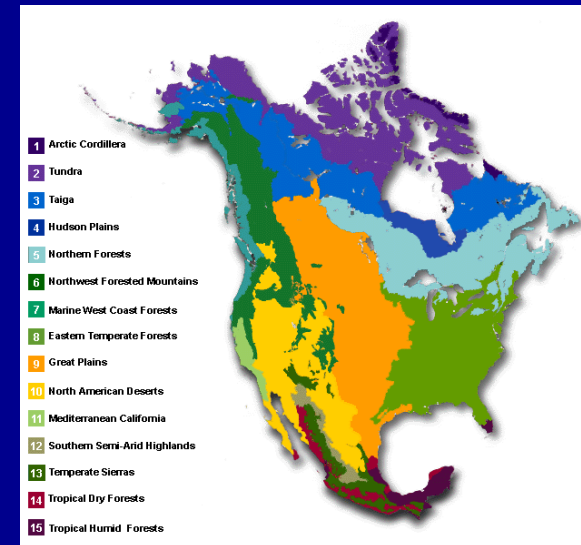 1 Arctic Cordillera
2 Tundra
3 Taiga
4 Hudson Plains
5 Northern Forests
6 Northwest Forested Mountains
7 Marine West Coast Forests
8 Eastern Temperate Forests
9 Great Plains
10 North American Deserts
11 Mediterranean California
12 Southern Semi-Arid Highlands
13 Temperate Sierras
14 Tropical Dry Forests
15 Tropical Humid Forests